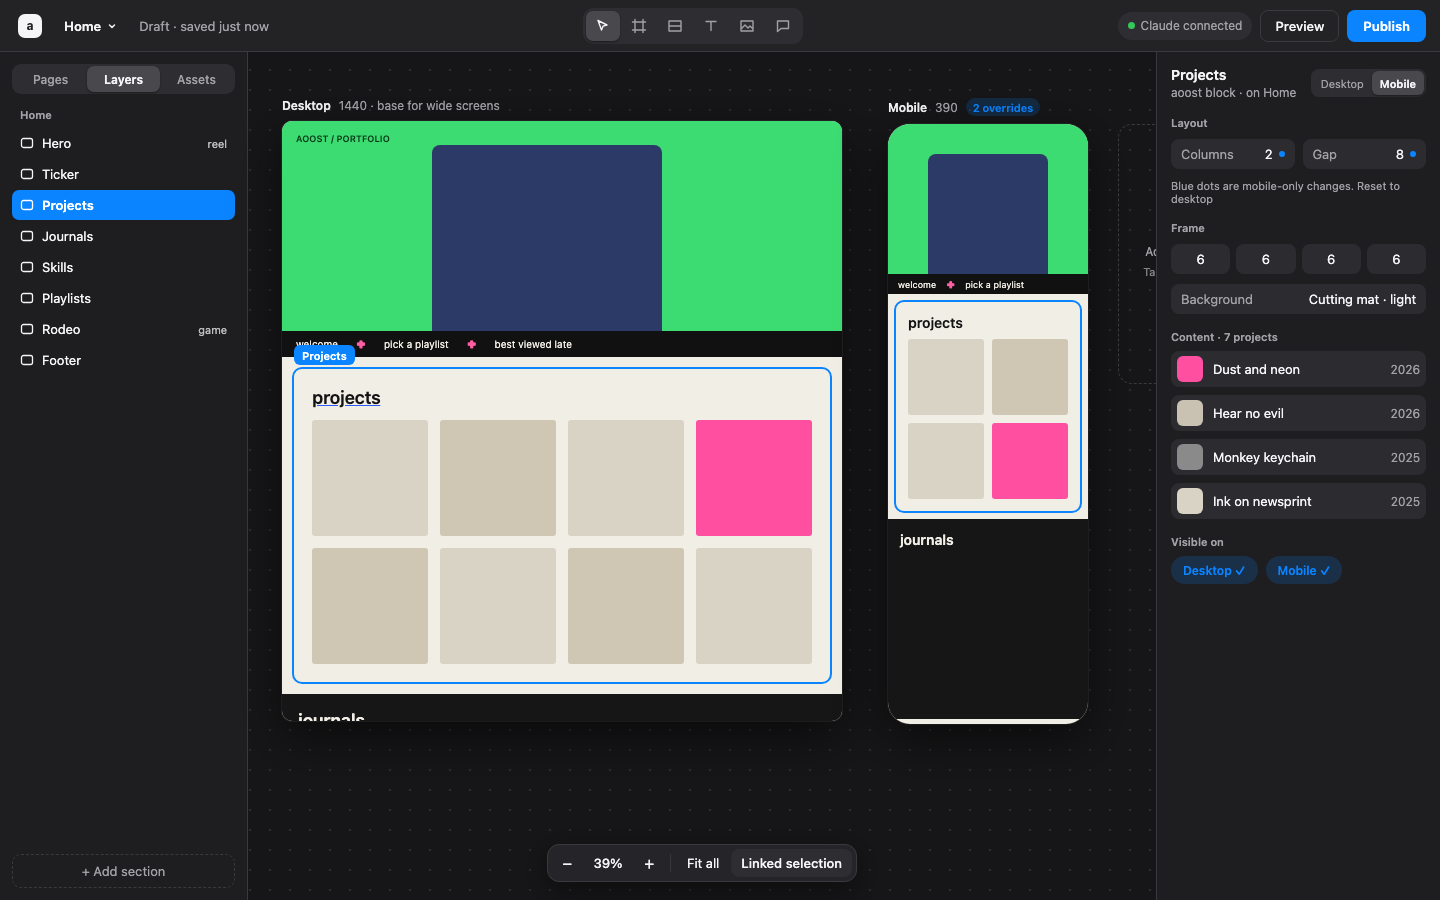 a
Home
Draft · saved just now
Claude connected
Preview
Publish
Pages
Layers
Assets
Home
Hero
reel
Ticker
Projects
Journals
Skills
Playlists
Rodeo
game
Footer
+ Add section
Desktop 1440 · base for wide screens
AOOST / PORTFOLIO
welcome
pick a playlist
best viewed late
Projects
projects
journals
Mobile 390 2 overrides
welcome
pick a playlist
projects
journals
− 39% +
Fit all
Linked selection
Projects
aoost block · on Home
Desktop
Mobile
Layout
Columns 2
Gap 8
Blue dots are mobile-only changes. Reset to
desktop
Frame
6 6 6 6
Background Cutting mat · light
Content · 7 projects
Dust and neon 2026
Hear no evil 2026
Monkey keychain 2025
Ink on newsprint 2025
Visible on
Desktop ✓
Mobile ✓